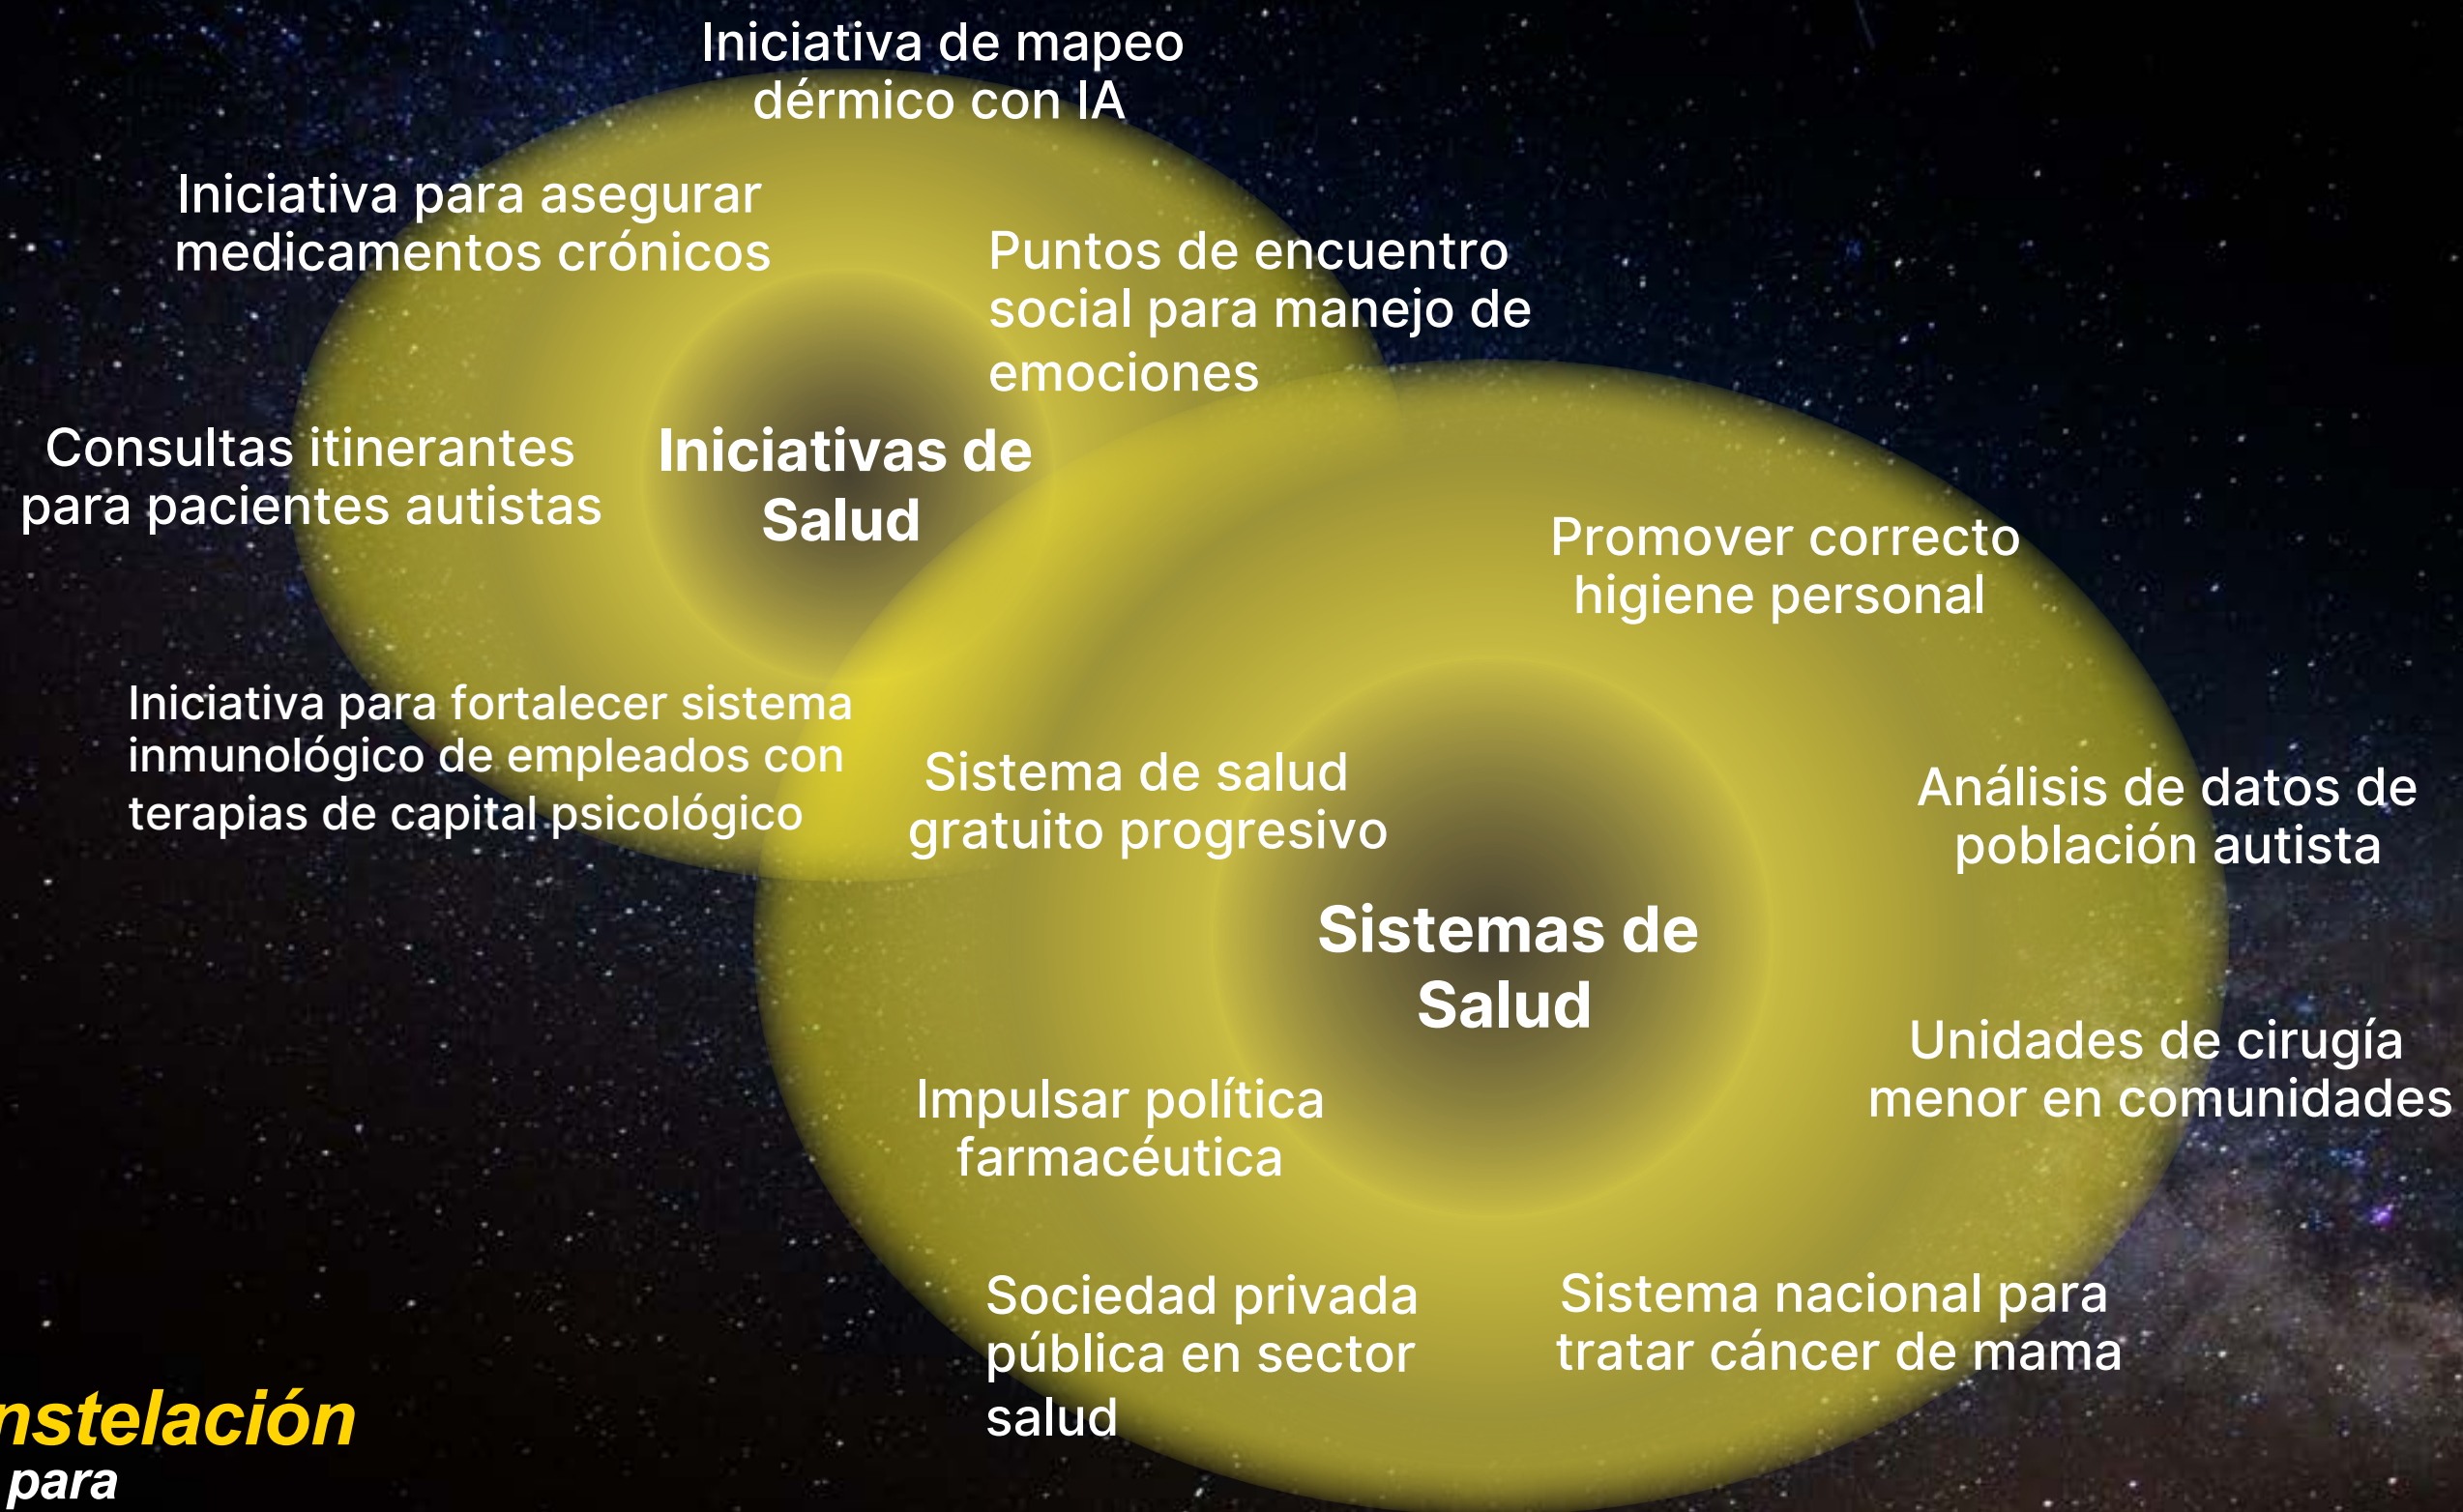 Iniciativa de mapeo
dérmico con IA
Iniciativa para asegurar
medicamentos crónicos
Puntos de encuentro
social para manejo de
emociones
Consultas itinerantes
para pacientes autistas
Iniciativas de
Salud
Promover correcto
higiene personal
Iniciativa para fortalecer sistema
inmunológico de empleados con
terapias de capital psicológico
Sistema de salud
gratuito progresivo
Análisis de datos de
población autista
Sistemas de
Salud
Unidades de cirugía
menor en comunidades
Impulsar política
farmacéutica
Sociedad privada
pública en sector
salud
Sistema nacional para
tratar cáncer de mama
nstelación
para